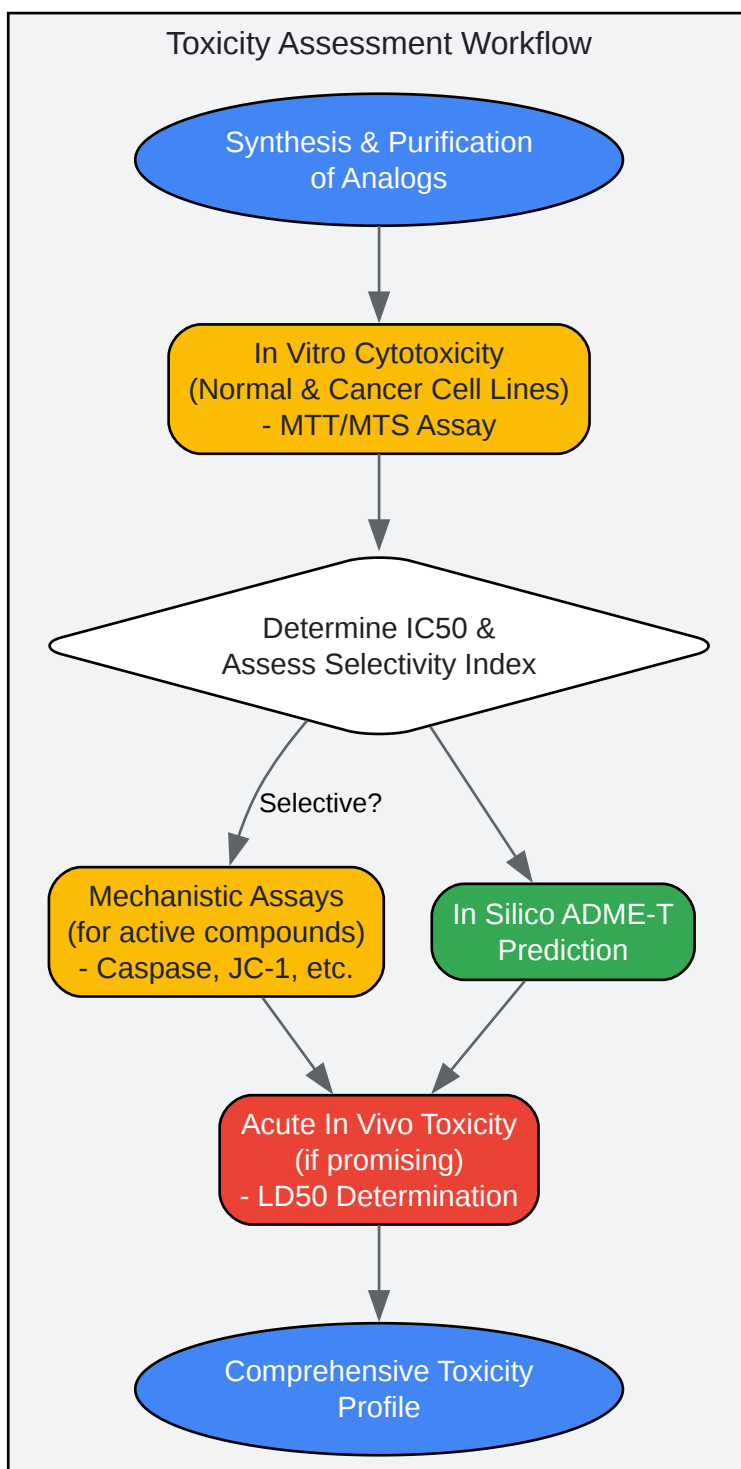 Toxicity Assessment Workflow
Synthesis & Purification
of Analogs
In Vitro Cytotoxicity
(Normal & Cancer Cell Lines)
- MTT/MTS Assay
Determine IC50 &
Assess Selectivity Index
Selective?
Mechanistic Assays
(for active compounds)
- Caspase, JC-1, etc.
In Silico ADME-T
Prediction
Acute In Vivo Toxicity
(if promising)
- LD50 Determination
Comprehensive Toxicity
Profile